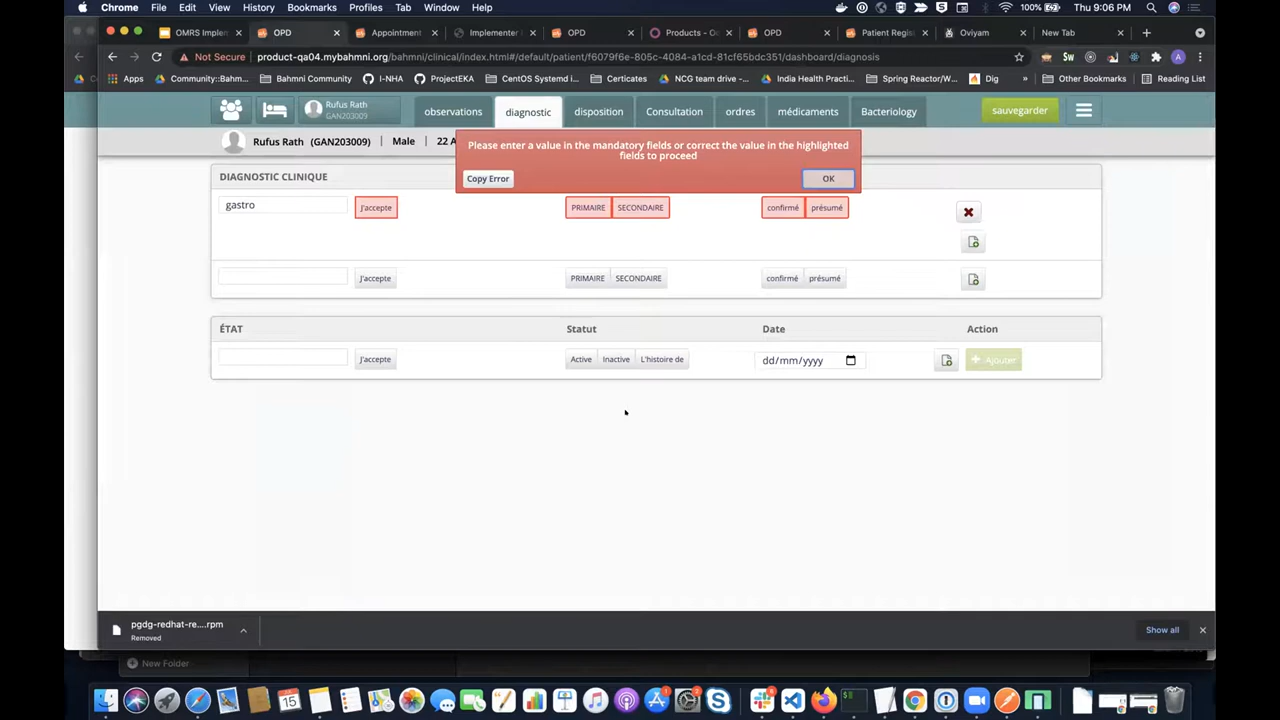 Chrome File Edit View History Bookmarks Profiles Tab Window Help 100% Thu 9:06 PM
OMRS Implem OPD Appointment Implementer OPD Products - O OPD Patient Regis Oviyam New Tab
Not Secure product-qa04.mybahmni.org/bahmni/clinical/index.html#/default/patient/f6079f6e-805c-4084-a1cd-81cf65bdc351/dashboard/diagnosis
Apps Community::Bahm... Bahmni Community I-NHA ProjectEKA CentOS Systemd i... Certicates NCG team drive -... India Health Practi... Spring Reactor/W... Dig » Other Bookmarks Reading List
Rufus Rath
GAN203009
observations diagnostic disposition Consultation ordres médicaments Bacteriology sauvegarder
Rufus Rath (GAN203009) Male 22 A
Please enter a value in the mandatory fields or correct the value in the highlighted
fields to proceed
Copy Error OK
DIAGNOSTIC CLINIQUE
gastro J'accepte PRIMAIRE SECONDAIRE confirmé présumé
J'accepte PRIMAIRE SECONDAIRE confirmé présumé
ÉTAT Statut Date Action
J'accepte Active Inactive L'histoire de dd/mm/yyyy Ajouter
pgdg-redhat-re....rpm
Removed
Show all
New Folder